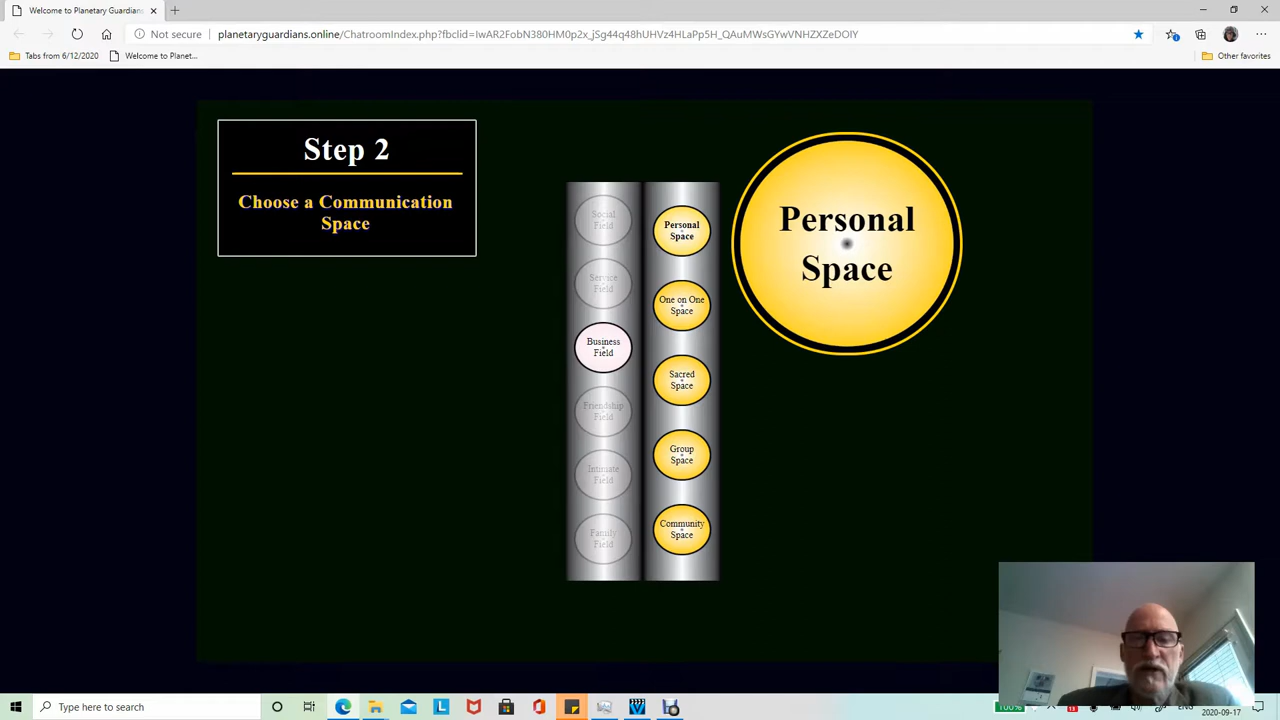 Welcome to Planetary Guardians
Not secure
planetaryguardians.online/ChatroomIndex.php?fbclid=IwAR2FobN380HM0p2x_jSg44q48hUHVz4HLaPp5H_QAuMWsGYwVNHZXZeDOIY
Tabs from 6/12/2020
Welcome to Planet...
Other favorites
Step 2
Choose a Communication
Space
Social
Field
Service
Field
Business
Field
Friendship
Field
Intimate
Field
Family
Field
Personal
Space
One on One
Space
Sacred
Space
Group
Space
Community
Space
Personal
Space
Type here to search
100%
ENG
2020-09-17